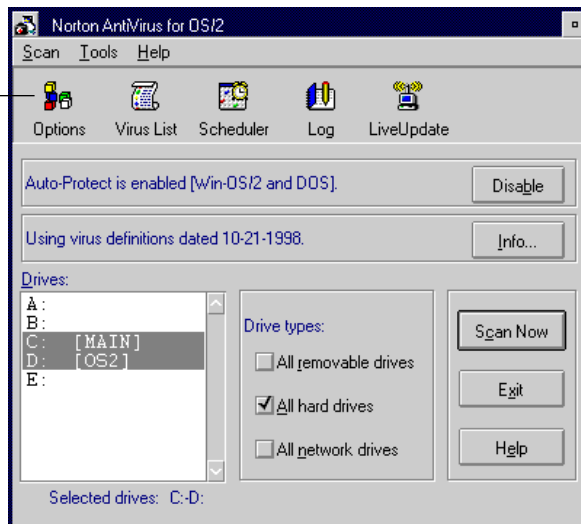 Norton AntiVirus for OS/2
Scan Tools Help
Options Virus List Scheduler Log LiveUpdate
Auto-Protect is enabled [Win-OS/2 and DOS]. Disable
Using virus definitions dated 10-21-1998. Info...
Drives:
A:
B:
C: [MAIN]
D: [OS2]
E:
Drive types:
All removable drives
All hard drives
All network drives
Scan Now
Exit
Help
Selected drives: C:-D: